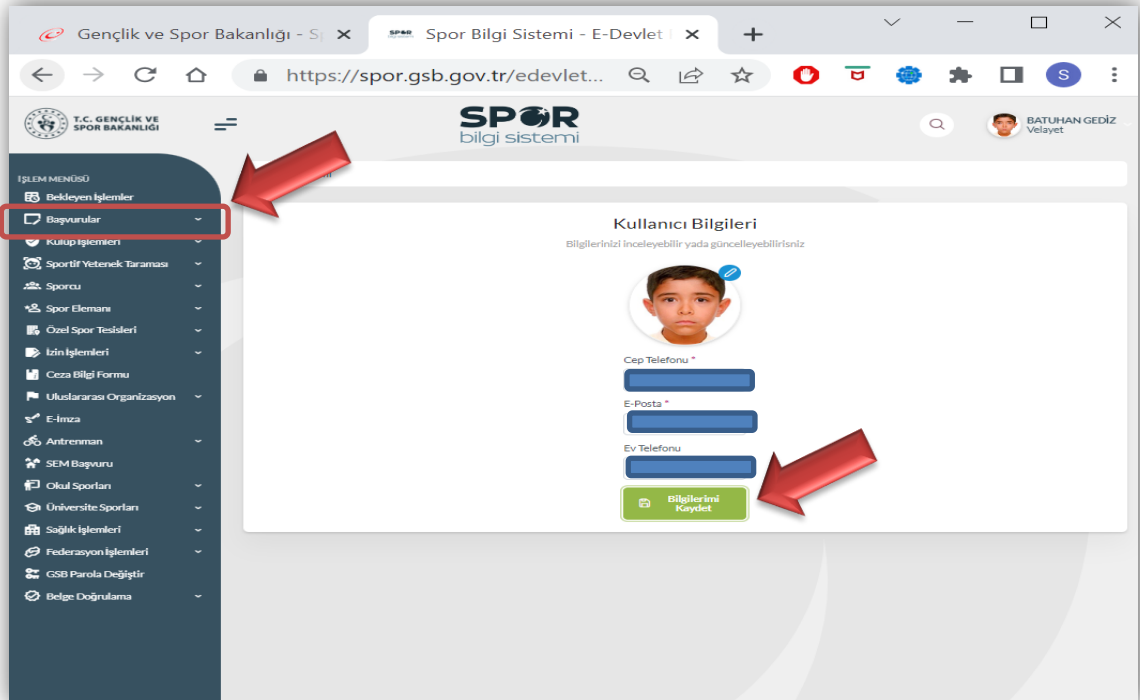 Gençlik ve Spor Bakanlığı - S
Spor Bilgi Sistemi - E-Devlet
https://spor.gsb.gov.tr/edevlet...
S
T.C. GENÇLİK VE
SPOR BAKANLIĞI
SPOR
bilgi sistemi
BATUHAN GEDİZ
Velayet
İŞLEM MENÜSÜ
Bekleyen İşlemler
Başvurular
Kulüp İşlemleri
Sportif Yetenek Taraması
Sporcu
Spor Elemanı
Özel Spor Tesisleri
İzin İşlemleri
Ceza Bilgi Formu
Uluslararası Organizasyon
E-İmza
Antrenman
SEM Başvuru
Okul Sporları
Üniversite Sporları
Sağlık İşlemleri
Federasyon İşlemleri
GSB Parola Değiştir
Belge Doğrulama
Kullanıcı Bilgileri
Bilgilerinizi inceleyebilir yada güncelleyebilirisniz
Cep Telefonu *
E-Posta *
Ev Telefonu
Bilgilerimi
Kaydet